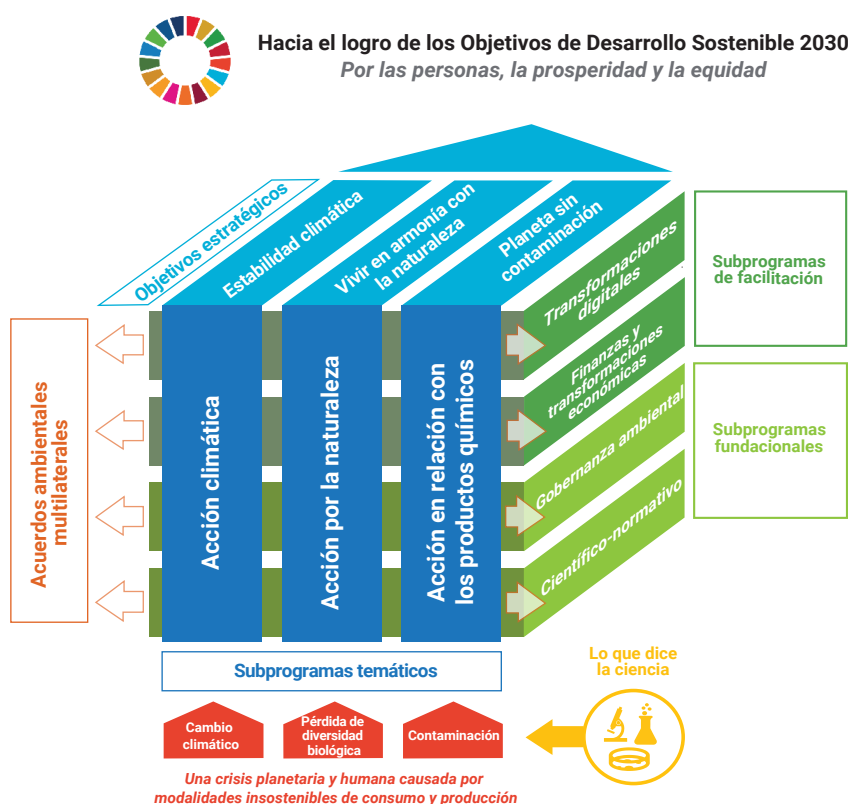 Hacia el logro de los Objetivos de Desarrollo Sostenible 2030
Por las personas, la prosperidad y la equidad
Objetivos estratégicos
Estabilidad climática
Vivir en armonía con
la naturaleza
Planeta sin
contaminación
Transformaciones
digitales
Finanzas y
transformaciones
económicas
Gobernanza ambiental
Científico-normativo
Subprogramas
de facilitación
Subprogramas
fundacionales
Acuerdos ambientales
multilaterales
Acción climática
Acción por la naturaleza
Acción en relación con
los productos químicos
Subprogramas temáticos
Lo que dice
la ciencia
Cambio
climático
Pérdida de
diversidad
biológica
Contaminación
Una crisis planetaria y humana causada por
modalidades insostenibles de consumo y producción